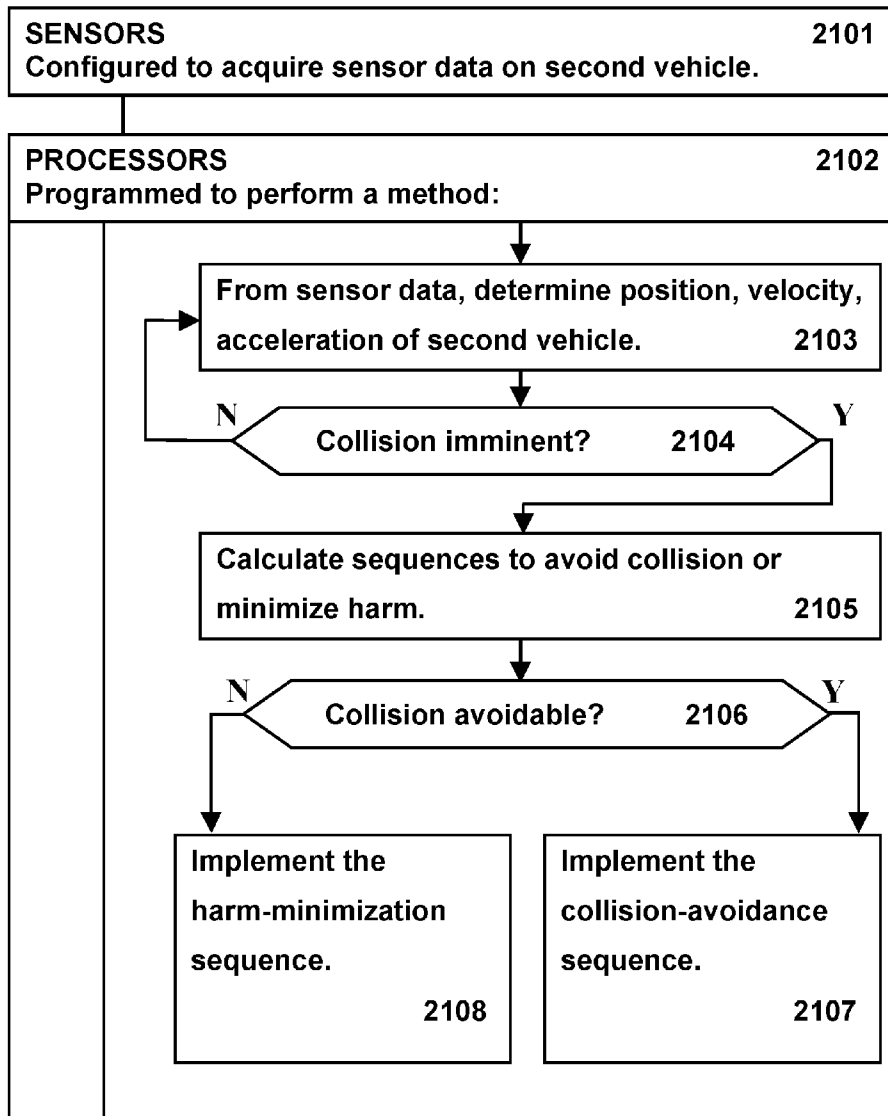 SENSORS 2101
Configured to acquire sensor data on second vehicle.
PROCESSORS 2102
Programmed to perform a method:
From sensor data, determine position, velocity,
acceleration of second vehicle. 2103
N Y
Collision imminent? 2104
Calculate sequences to avoid collision or
minimize harm. 2105
N Y
Collision avoidable? 2106
Implement the
harm-minimization
sequence.
2108
Implement the
collision-avoidance
sequence.
2107